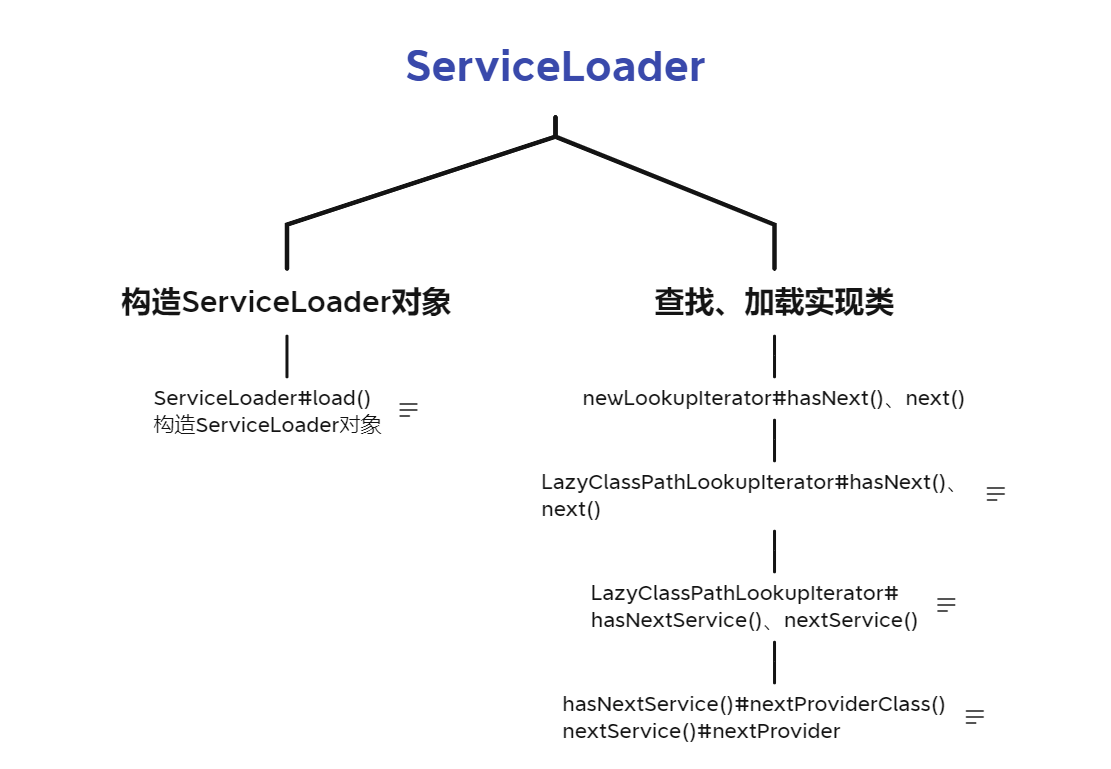 ServiceLoader
构造ServiceLoader对象
查找、加载实现类
ServiceLoader#load()
构造ServiceLoader对象
newLookupIterator#hasNext()、next()
LazyClassPathLookupIterator#hasNext()、
next()
LazyClassPathLookupIterator#
hasNextService()、nextService()
hasNextService()#nextProviderClass()
nextService()#nextProvider